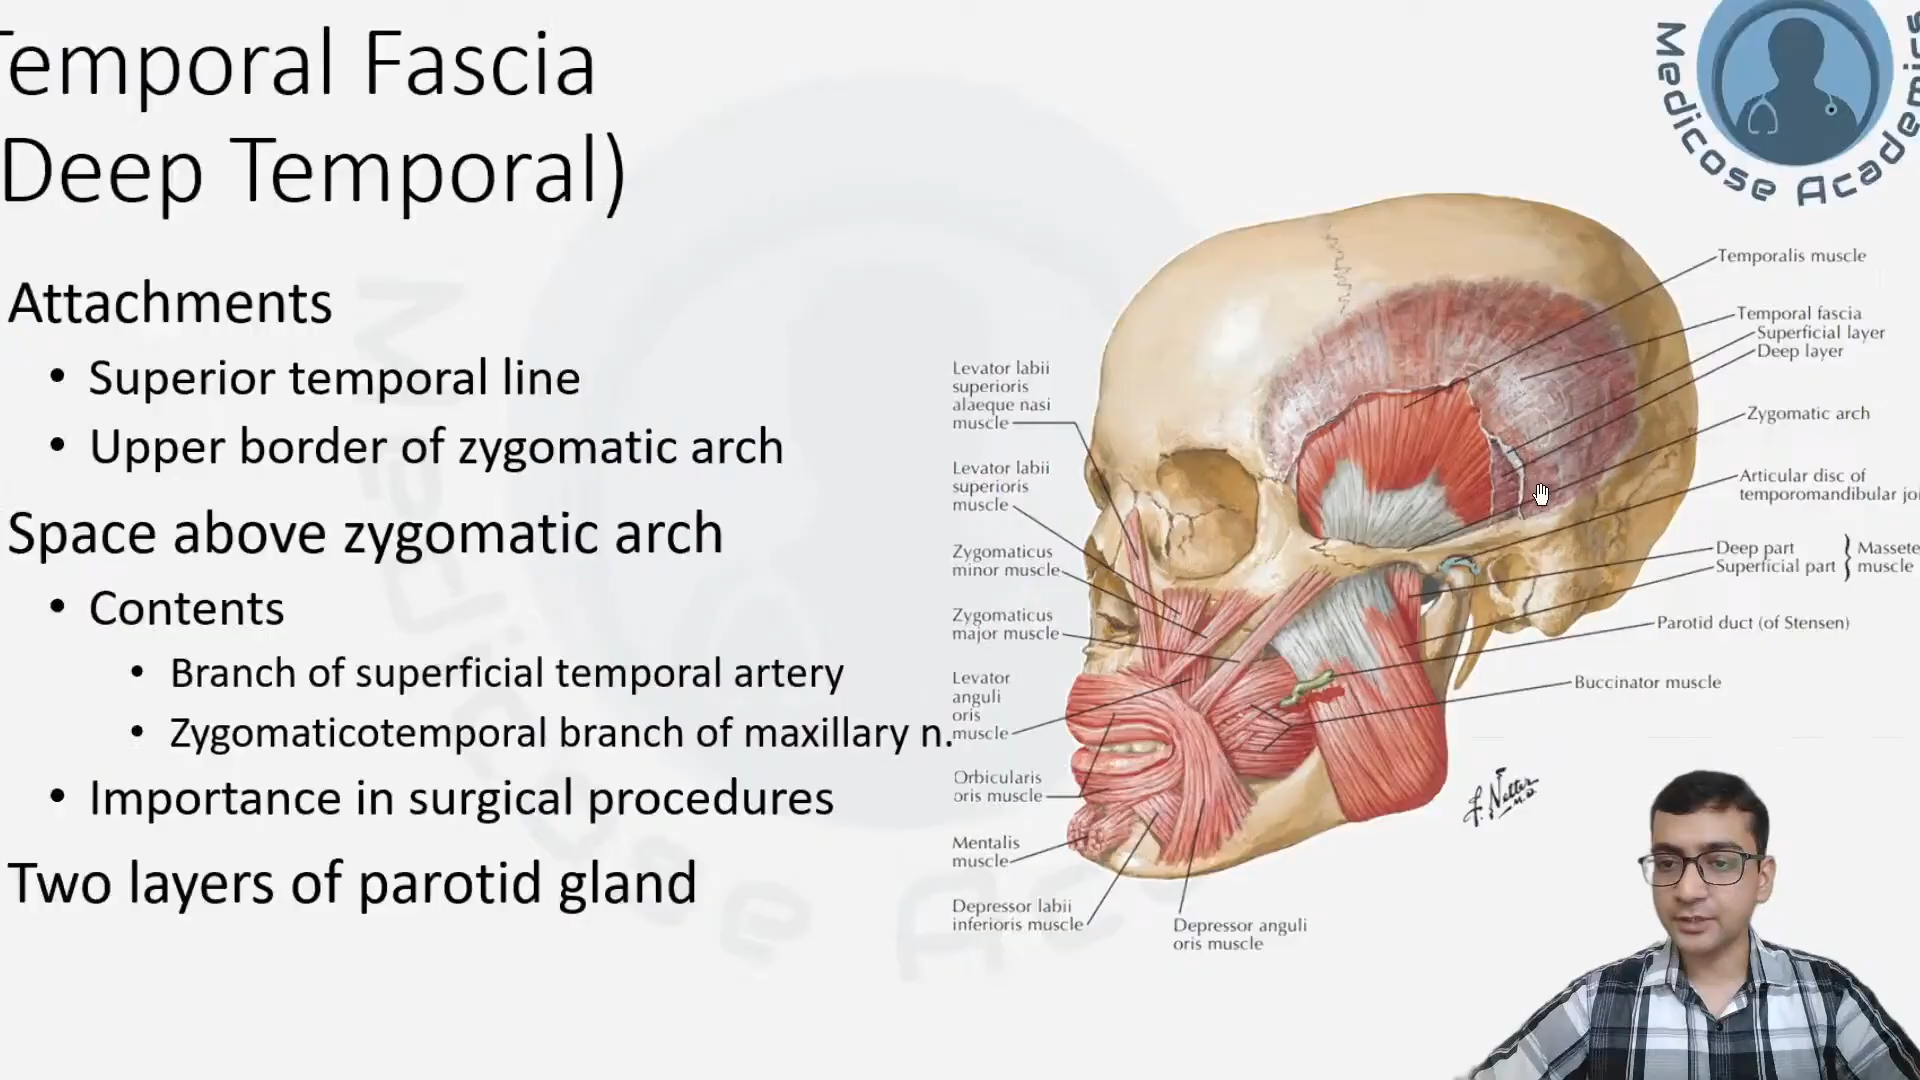 Temporal Fascia
Deep Temporal)
Attachments
• Superior temporal line
• Upper border of zygomatic arch
Space above zygomatic arch
• Contents
• Branch of superficial temporal artery
• Zygomaticotemporal branch of maxillary n.
• Importance in surgical procedures
Two layers of parotid gland
Medicose Academics
Levator labii
superioris
alaeque nasi
muscle
Levator labii
superioris
muscle
Zygomaticus
minor muscle
Zygomaticus
major muscle
Levator
anguli
oris
muscle
Orbicularis
oris muscle
Mentalis
muscle
Depressor labii
inferioris muscle
Depressor anguli
oris muscle
Temporalis muscle
Temporal fascia
Superficial layer
Deep layer
Zygomatic arch
Articular disc of
temporomandibular joi
Deep part
Superficial part
Massete
muscle
Parotid duct (of Stensen)
Buccinator muscle
F. Netter
M.D.